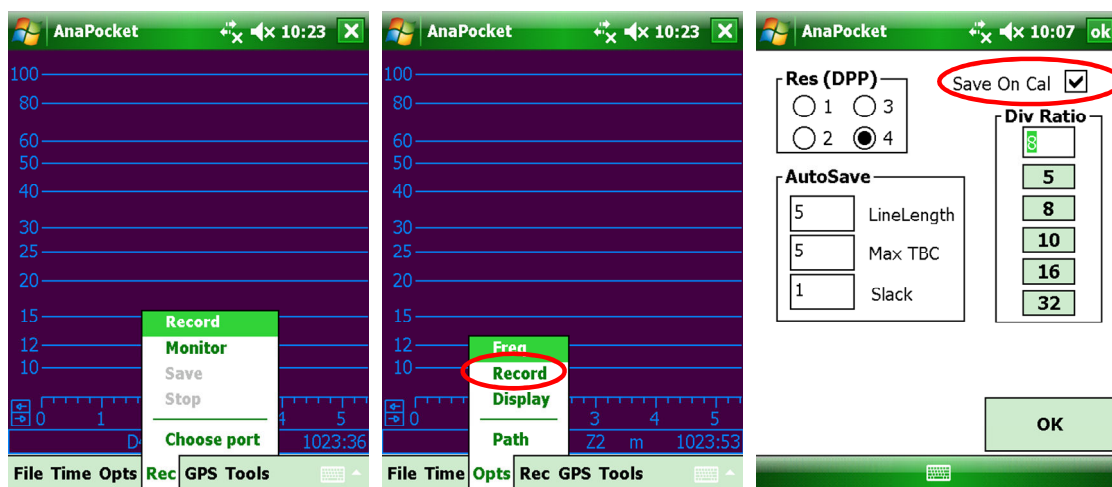 AnaPocket 10:23
100
80
60
50
40
30
25
20
15
12
10
Record
Monitor
Save
Stop
Choose port
0 1 4 5
D 1023:36
File Time Opts Rec GPS Tools
AnaPocket 10:23
100
80
60
50
40
30
25
20
15
12
10
Freq
Record
Display
Path
0 3 4 5
Z2 m 1023:53
File Time Opts Rec GPS Tools
AnaPocket 10:07 ok
Save On Cal
Res (DPP)
1 3
2 4
Div Ratio
8
5
8
10
16
32
AutoSave
5 LineLength
5 Max TBC
1 Slack
OK